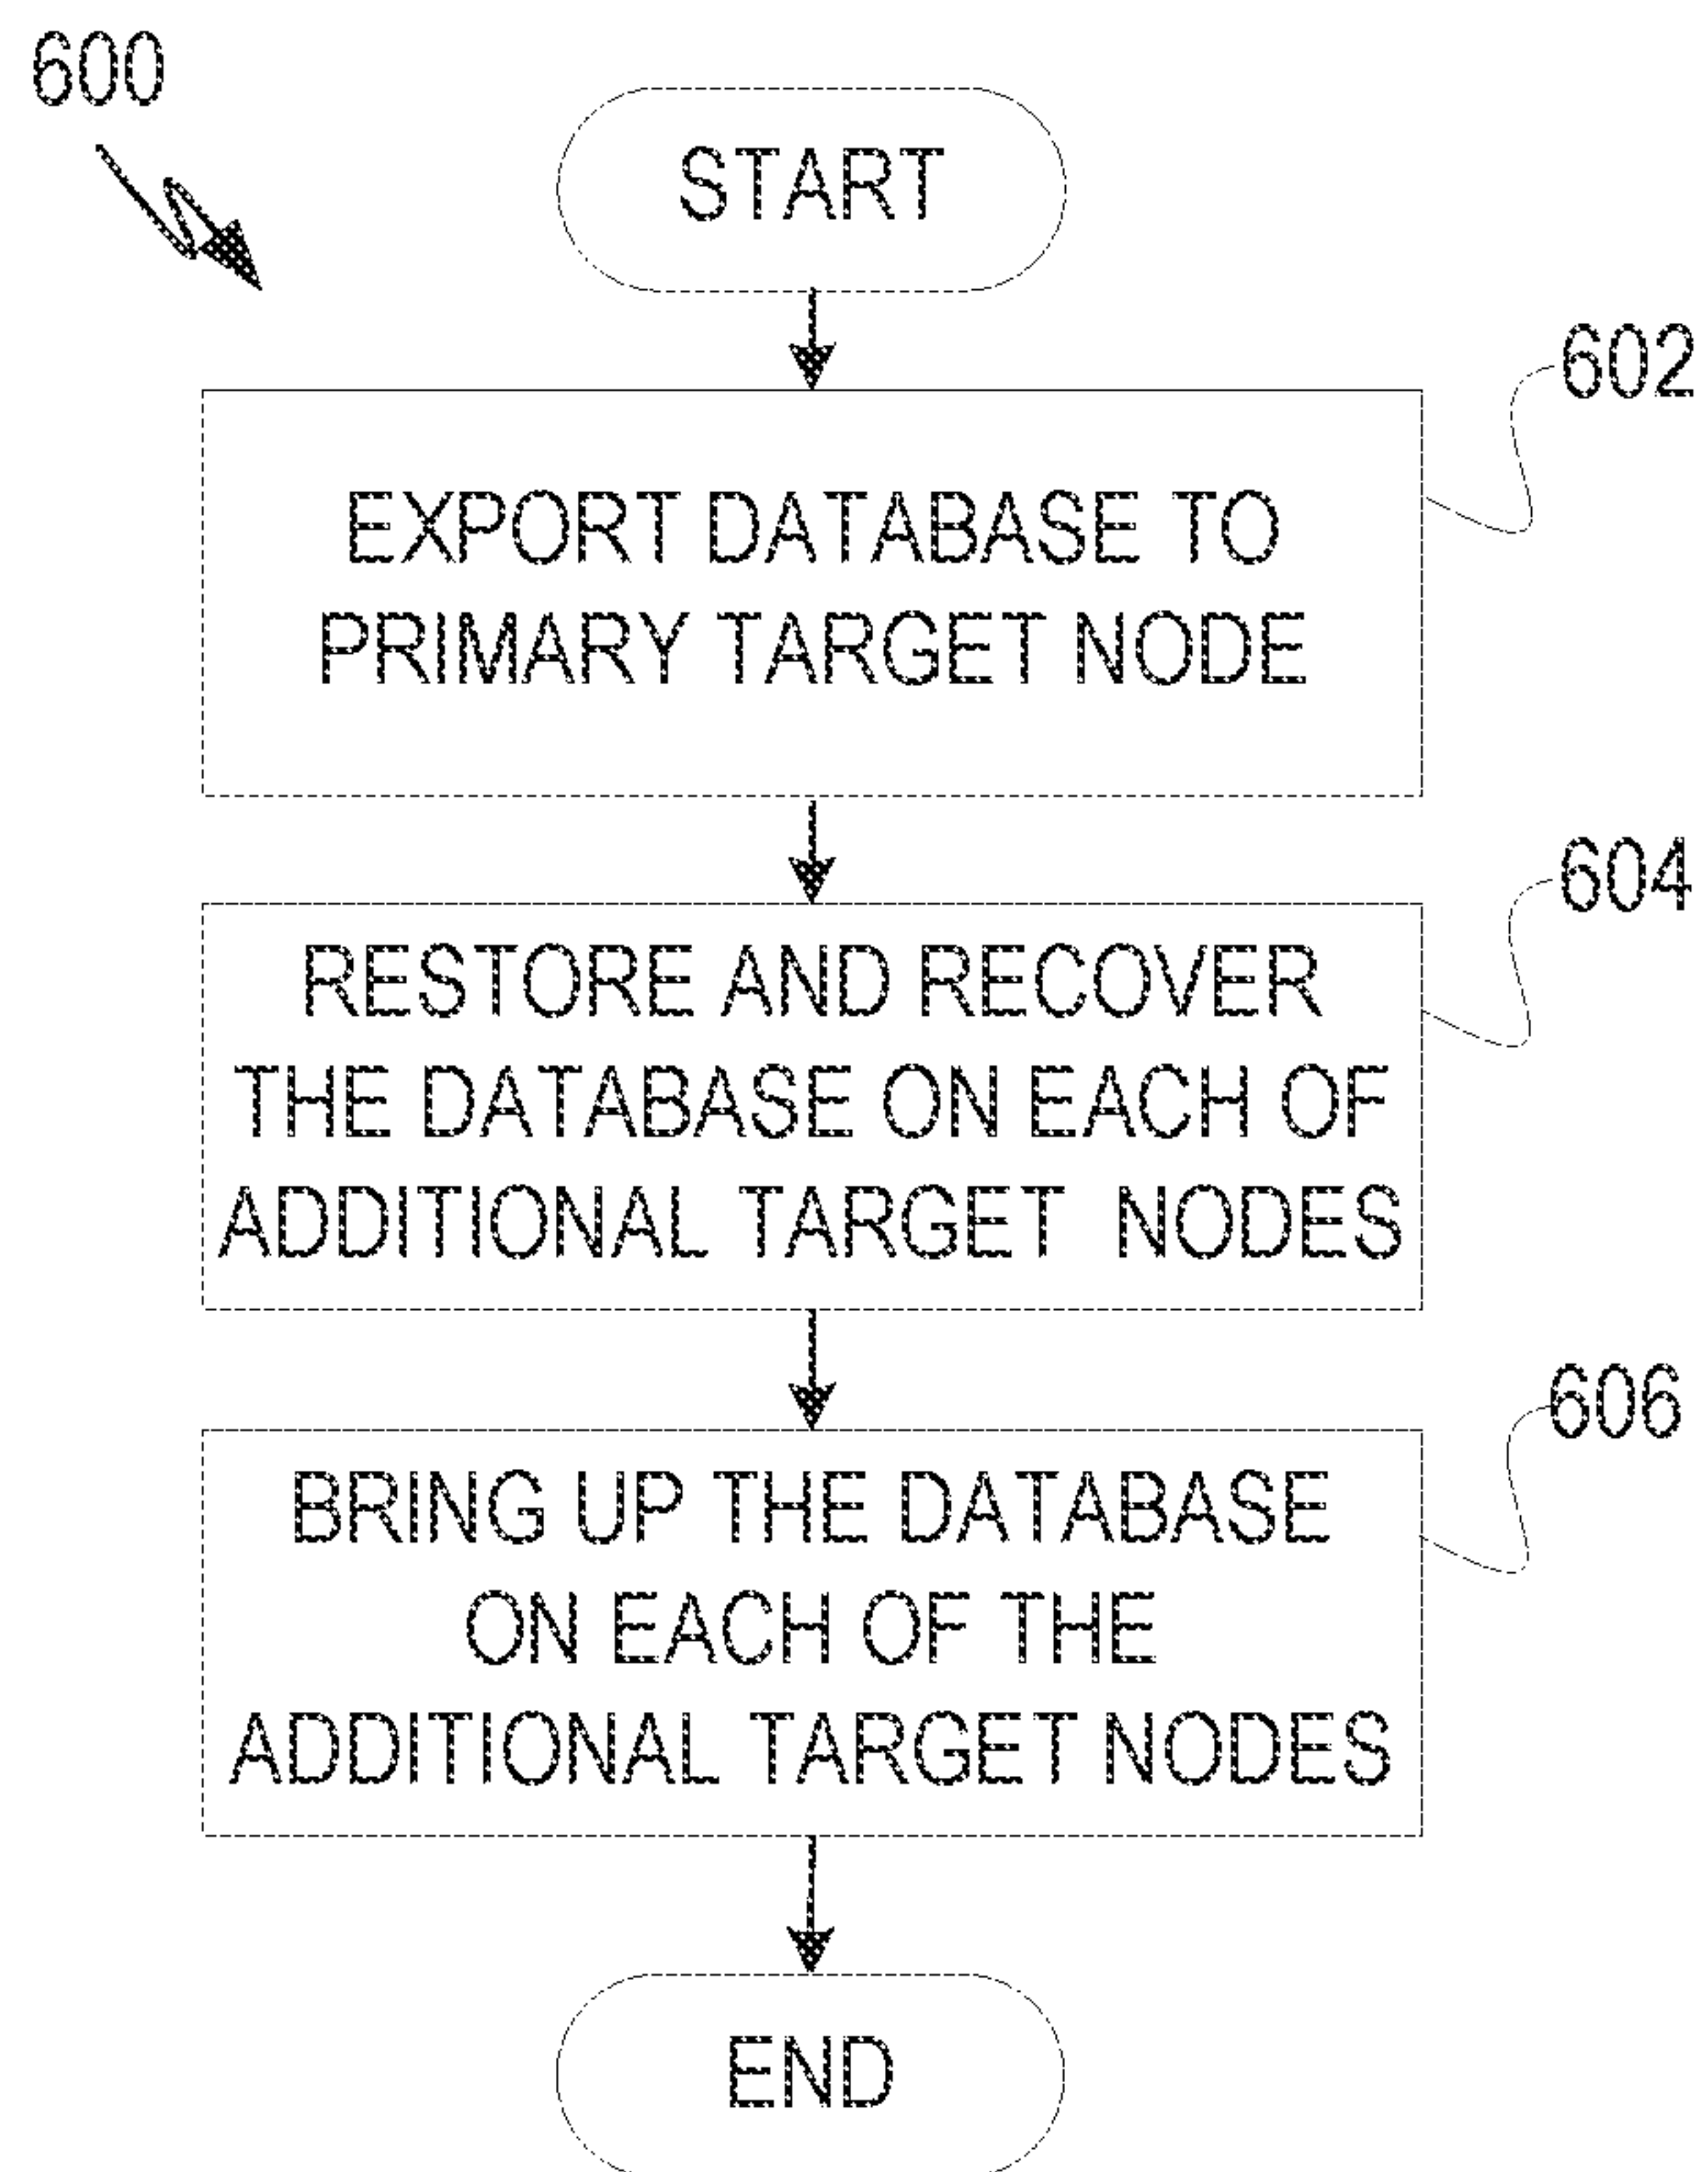 600
START
602
EXPORT DATABASE TO
PRIMARY TARGET NODE
604
RESTORE AND RECOVER
THE DATABASE ON EACH OF
ADDITIONAL TARGET NODES
606
BRING UP THE DATABASE
ON EACH OF THE
ADDITIONAL TARGET NODES
END